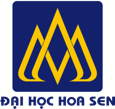 ĐẠI HỌC HOA SEN